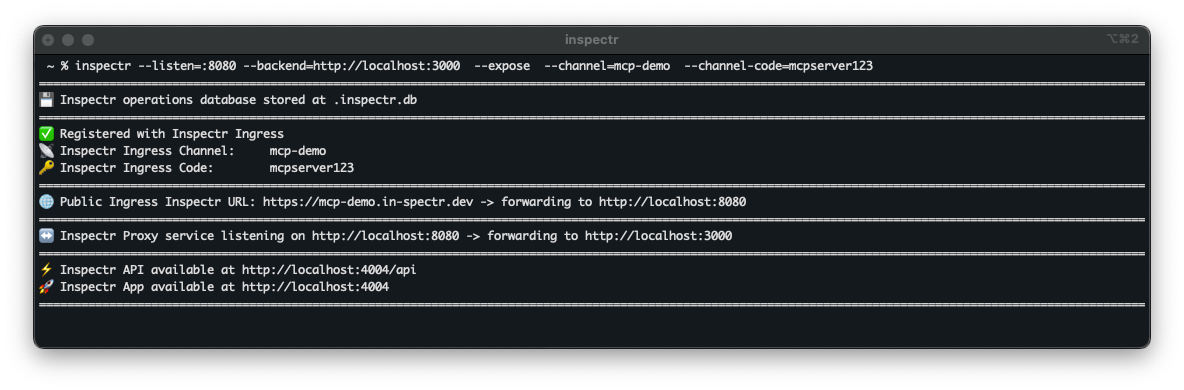 inspectr
⌥⌘2
~ % inspectr --listen=:8080 --backend=http://localhost:3000  --expose  --channel=mcp-demo  --channel-code=mcpserver123
Inspectr operations database stored at .inspectr.db
Registered with Inspectr Ingress
Inspectr Ingress Channel:     mcp-demo
Inspectr Ingress Code:        mcpserver123
Public Ingress Inspectr URL: https://mcp-demo.in-spectr.dev -> forwarding to http://localhost:8080
Inspectr Proxy service listening on http://localhost:8080 -> forwarding to http://localhost:3000
Inspectr API available at http://localhost:4004/api
Inspectr App available at http://localhost:4004